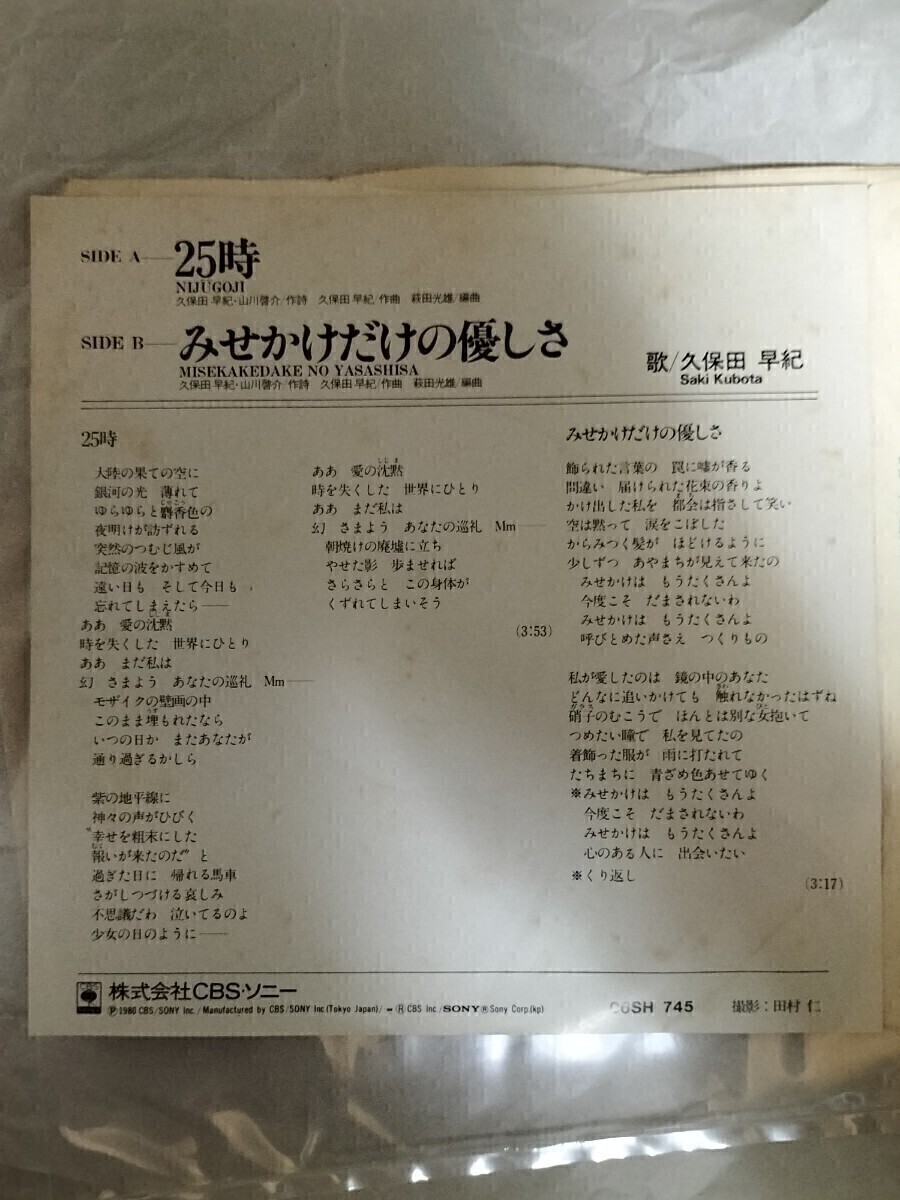 SIDE A―25時
NIJŪGOJI
久保田 早紀・山川啓介/作詩　久保田 早紀/作曲　萩田光雄/編曲
SIDE B―みせかけだけの優しさ
MISEKAKEDAKE NO YASASHISA
久保田 早紀・山川啓介/作詩　久保田 早紀/作曲　萩田光雄/編曲
歌/久保田 早紀
Saki Kubota
25時
大陸の果ての空に
銀河の光　薄れて
ゆらゆらと麝香色の
夜明けが訪ずれる
突然のつむじ風が
記憶の波をかすめて
遠い日も　そして今日も
忘れてしまえたら――
ああ　愛の沈黙
時を失くした　世界にひとり
ああ　まだ私は
幻　さまよう　あなたの巡礼　Mm――
モザイクの壁画の中
このまま埋もれたなら
いつの日か　またあなたが
通り過ぎるかしら
紫の地平線に
神々の声がひびく
“幸せを粗末にした
報いが来たのだ”と
過ぎた日に　帰れる馬車
さがしつづける哀しみ
不思議だわ　泣いてるのよ
少女の日のように――
ああ　愛の沈黙
時を失くした　世界にひとり
ああ　まだ私は
幻　さまよう　あなたの巡礼　Mm――
朝焼けの廃墟に立ち
やせた影　歩ませれば
さらさらと　この身体が
くずれてしまいそう
(3:53)
みせかけだけの優しさ
飾られた言葉の　罠に嘘が香る
間違い　届けられた花束の香りよ
かけ出した私を　都会は指さして笑い
空は黙って　涙をこぼした
からみつく髪が　ほどけるように
少しずつ　あやまちが見えて来たの
みせかけは　もうたくさんよ
今度こそ　だまされないわ
みせかけは　もうたくさんよ
呼びとめた声さえ　つくりもの
私が愛したのは　鏡の中のあなた
どんなに追いかけても　触れなかったはずね
硝子のむこうで　ほんとは別な女抱いて
つめたい瞳で　私を見てたの
着飾った服が　雨に打たれて
たちまちに　青ざめ色あせてゆく
※みせかけは　もうたくさんよ
今度こそ　だまされないわ
みせかけは　もうたくさんよ
心のある人に　出会いたい
※くり返し
(3:17)
CBS
株式会社CBS・ソニー
Ⓟ1980 CBS/SONY Inc./Manufactured by CBS/SONY Inc(Tokyo Japan)/ Ⓡ CBS Inc/SONY®Sony Corp.(kp)
06SH 745
撮影：田村 仁